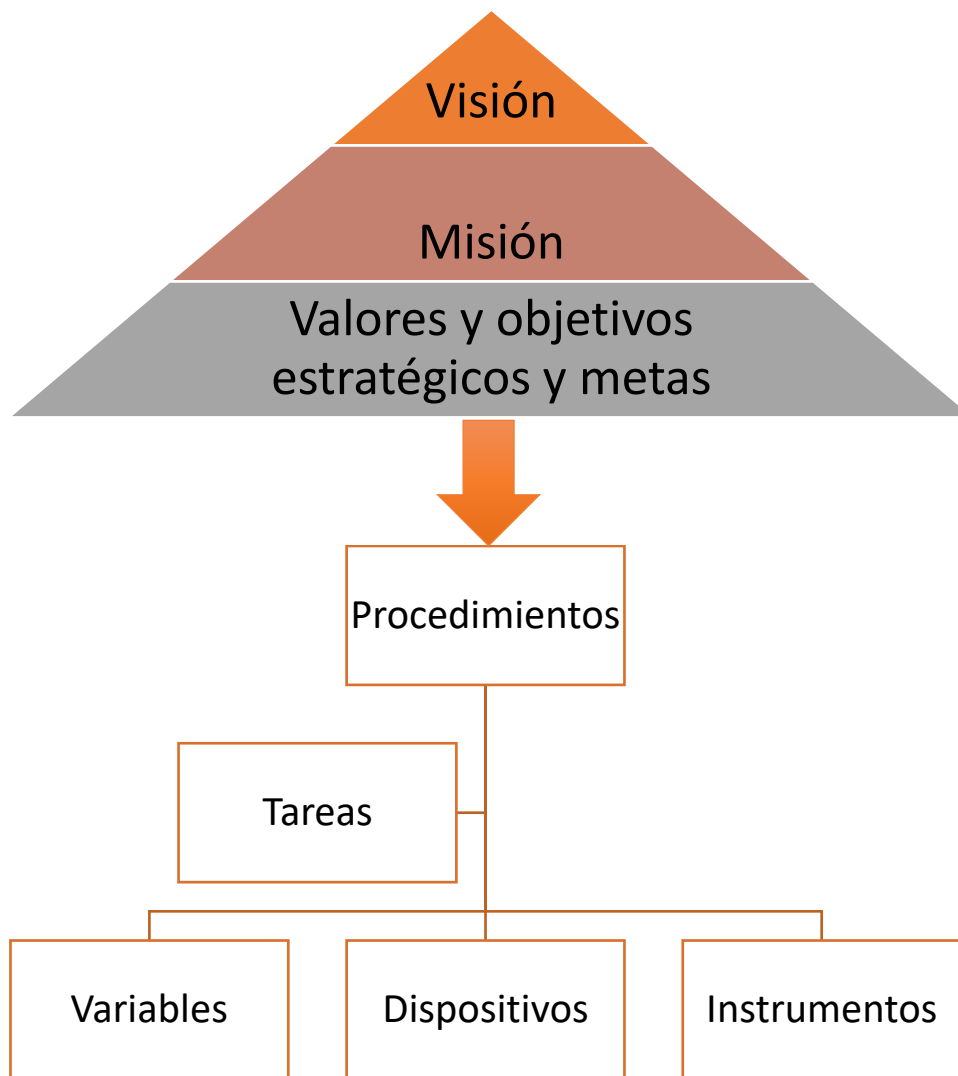 Visión
Misión
Valores y objetivos
estratégicos y metas
Procedimientos
Tareas
Variables
Dispositivos
Instrumentos